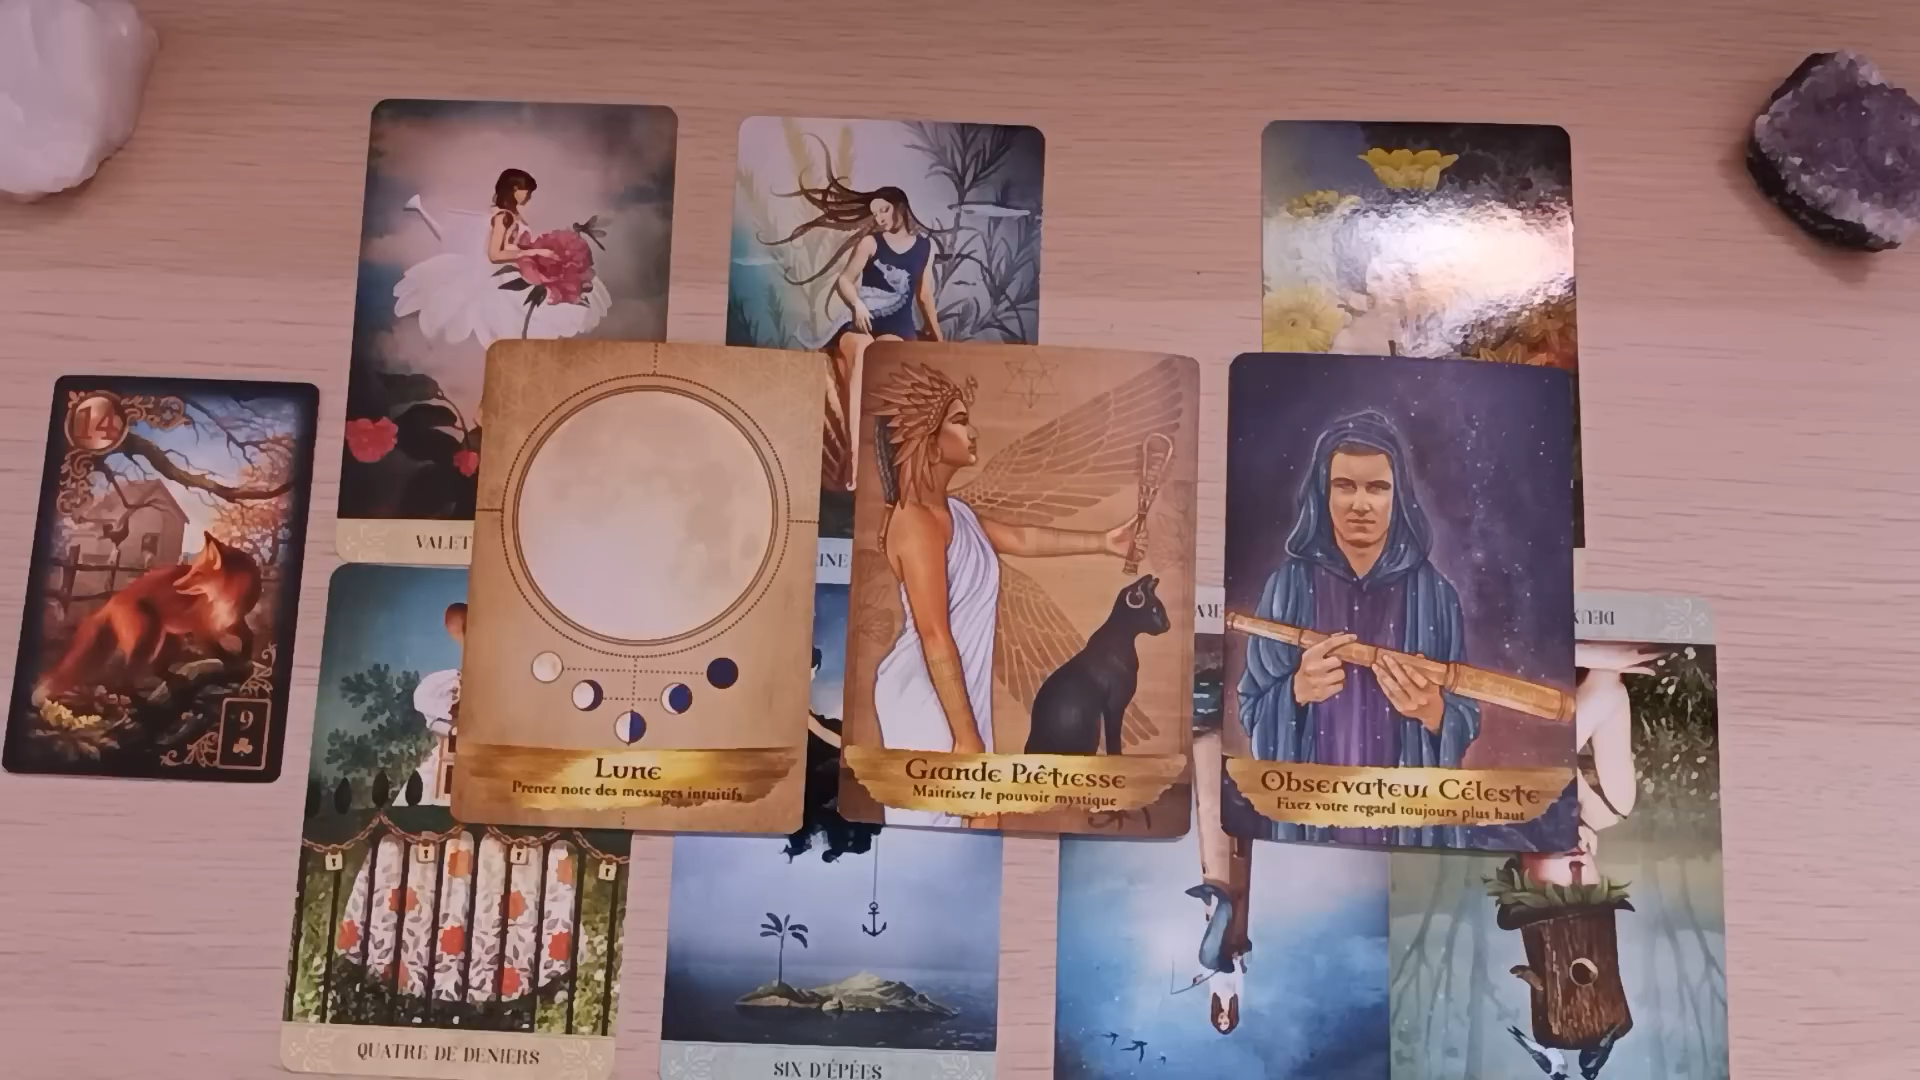 14
9
VALET
INE
Lune
Prenez note des messages intuitifs
Grande Prêtresse
Maîtrisez le pouvoir mystique
Observateur Céleste
Fixez votre regard toujours plus haut
DEUX
QUATRE DE DENIERS
SIX D'ÉPÉES